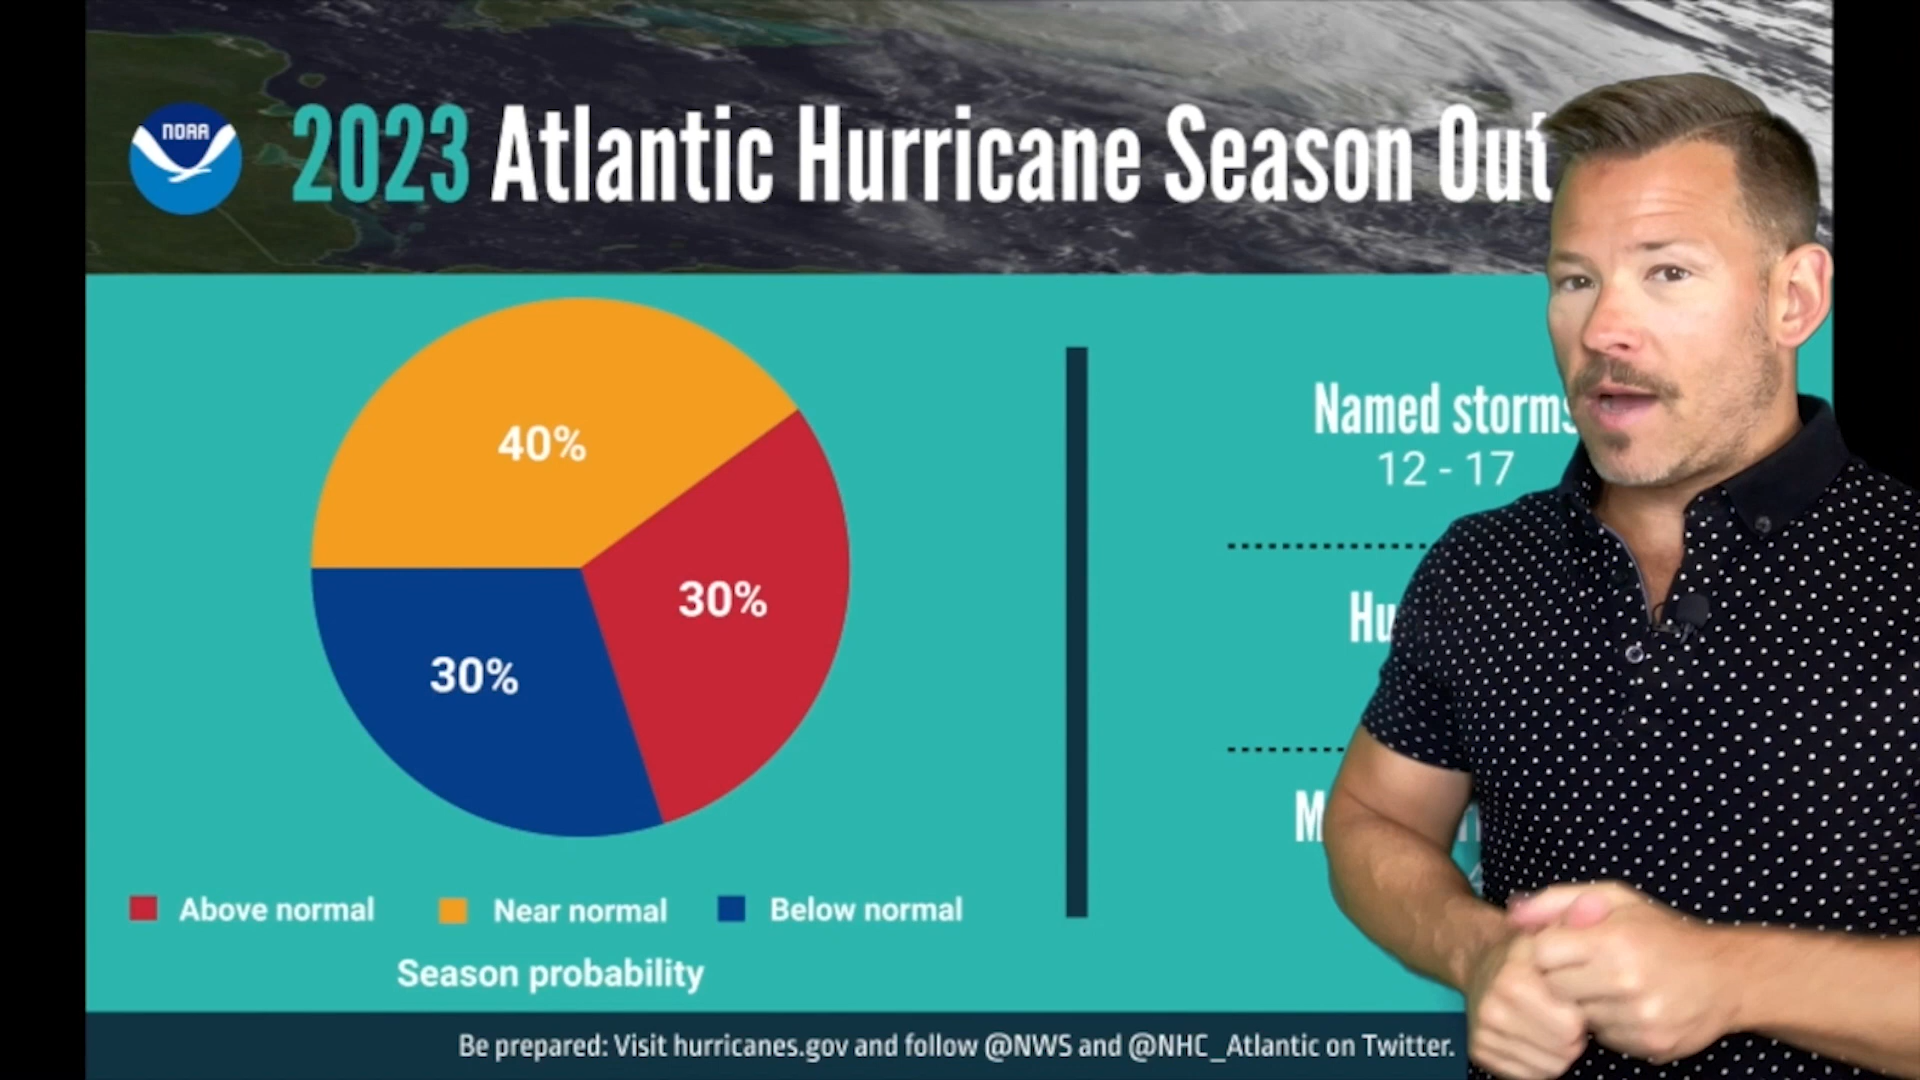 NOAA
2023 Atlantic Hurricane Season Out
40%
30%
30%
Above normal
Near normal
Below normal
Season probability
Named storms
12 - 17
Hu
M
Be prepared: Visit hurricanes.gov and follow @NWS and @NHC_Atlantic on Twitter.